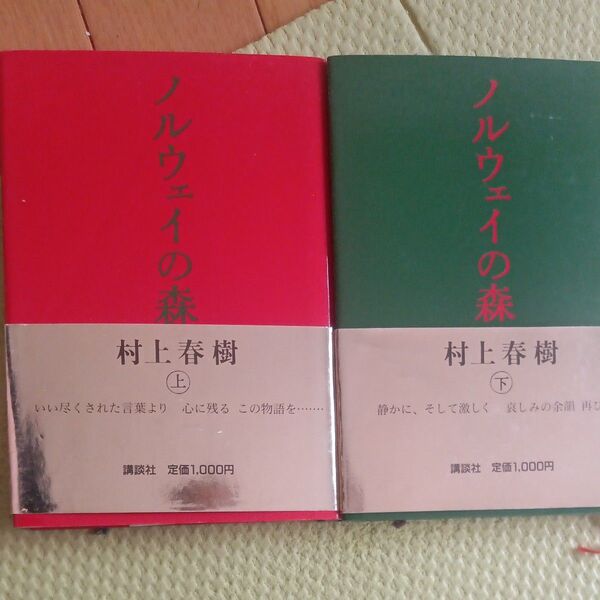 ノルウェイの森
村上春樹
上
いい尽くされた言葉より 心に残る この物語を……
講談社 定価1,000円
ノルウェイの森
村上春樹
下
静かに、そして激しく 哀しみの余韻 再び
講談社 定価1,000円